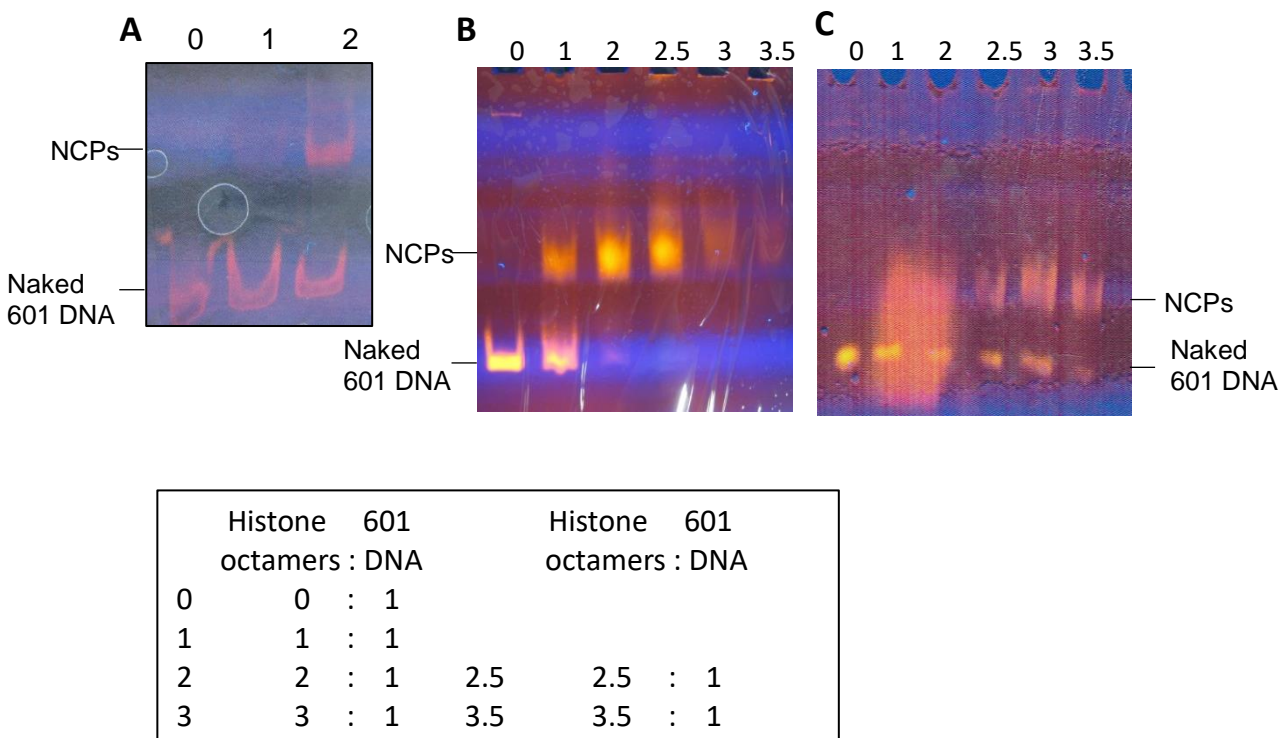 A
0 1 2
NCPs
Naked
601 DNA
B
0 1 2 2.5 3 3.5
NCPs
Naked
601 DNA
C
0 1 2 2.5 3 3.5
NCPs
Naked
601 DNA
Histone 601 Histone 601
octamers : DNA octamers : DNA
0 0 : 1
1 1 : 1
2 2 : 1 2.5 2.5 : 1
3 3 : 1 3.5 3.5 : 1